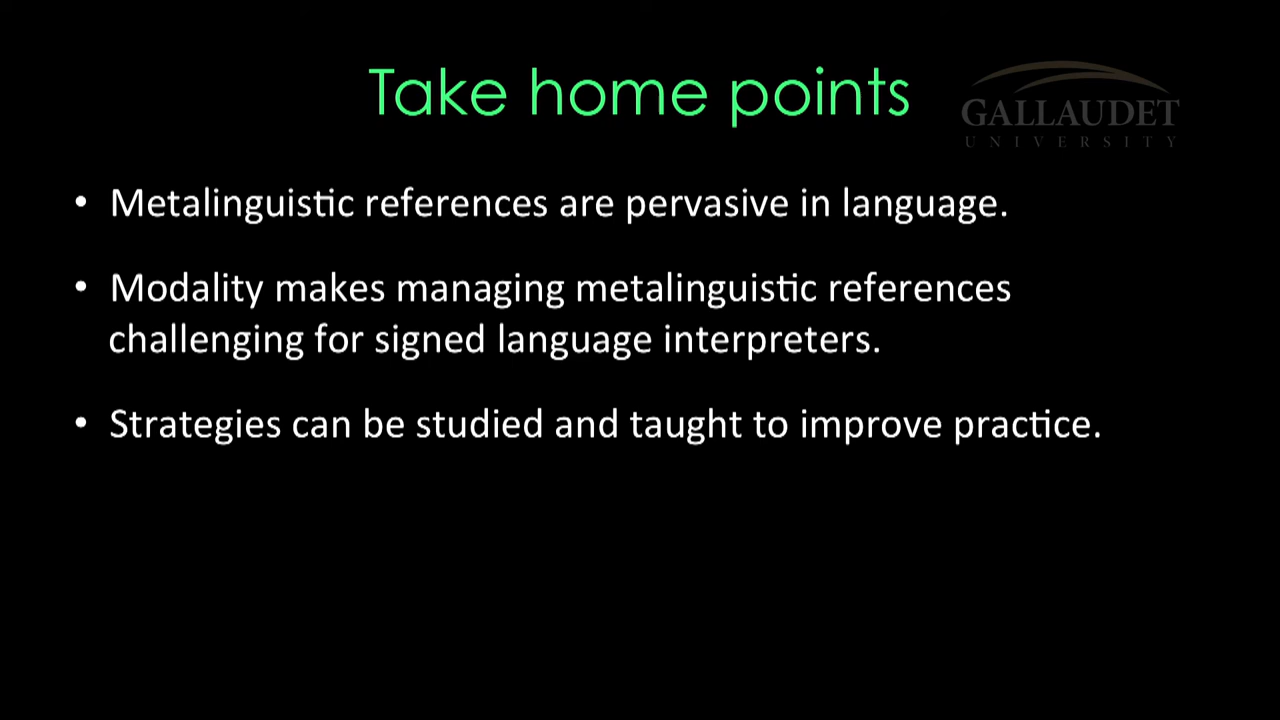 Take home points
GALLAUDET
UNIVERSITY
• Metalinguistic references are pervasive in language.
• Modality makes managing metalinguistic references
challenging for signed language interpreters.
• Strategies can be studied and taught to improve practice.